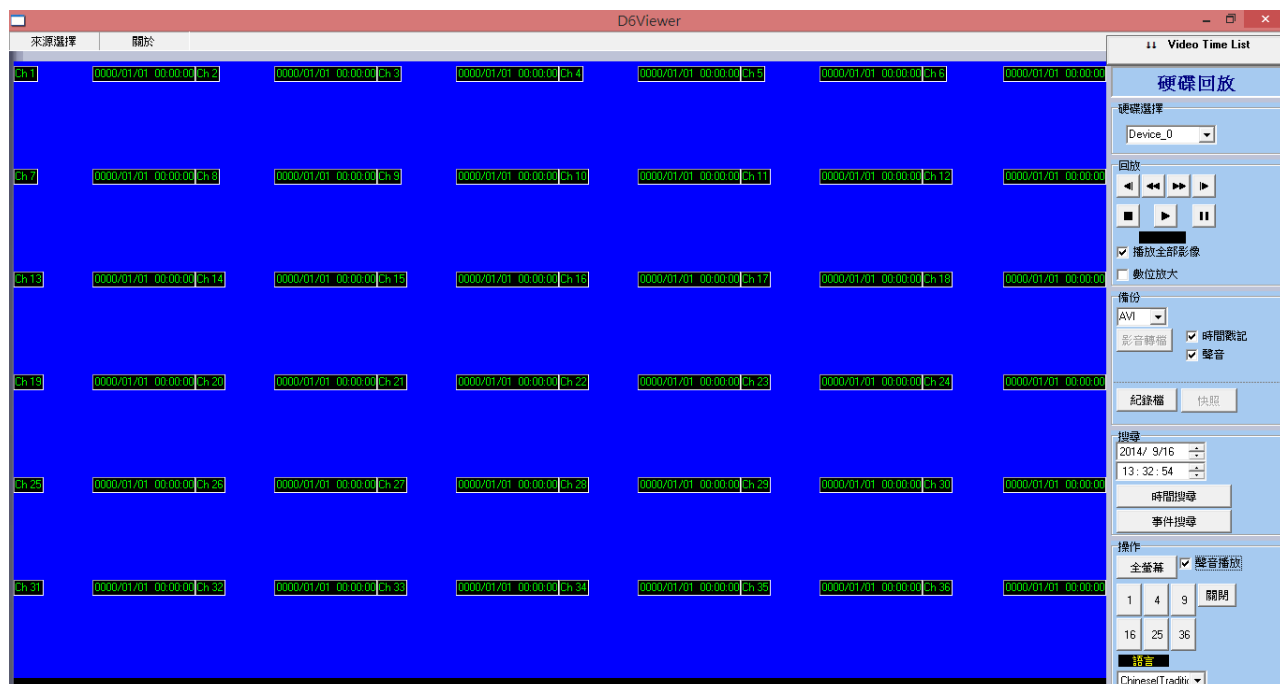 D6Viewer
來源選擇 關於
Ch 1 0000/01/01 00:00:00 Ch 2 0000/01/01 00:00:00 Ch 3 0000/01/01 00:00:00 Ch 4 0000/01/01 00:00:00 Ch 5 0000/01/01 00:00:00 Ch 6 0000/01/01 00:00:00
Ch 7 0000/01/01 00:00:00 Ch 8 0000/01/01 00:00:00 Ch 9 0000/01/01 00:00:00 Ch 10 0000/01/01 00:00:00 Ch 11 0000/01/01 00:00:00 Ch 12 0000/01/01 00:00:00
Ch 13 0000/01/01 00:00:00 Ch 14 0000/01/01 00:00:00 Ch 15 0000/01/01 00:00:00 Ch 16 0000/01/01 00:00:00 Ch 17 0000/01/01 00:00:00 Ch 18 0000/01/01 00:00:00
Ch 19 0000/01/01 00:00:00 Ch 20 0000/01/01 00:00:00 Ch 21 0000/01/01 00:00:00 Ch 22 0000/01/01 00:00:00 Ch 23 0000/01/01 00:00:00 Ch 24 0000/01/01 00:00:00
Ch 25 0000/01/01 00:00:00 Ch 26 0000/01/01 00:00:00 Ch 27 0000/01/01 00:00:00 Ch 28 0000/01/01 00:00:00 Ch 29 0000/01/01 00:00:00 Ch 30 0000/01/01 00:00:00
Ch 31 0000/01/01 00:00:00 Ch 32 0000/01/01 00:00:00 Ch 33 0000/01/01 00:00:00 Ch 34 0000/01/01 00:00:00 Ch 35 0000/01/01 00:00:00 Ch 36 0000/01/01 00:00:00
↓↓ Video Time List
硬碟回放
硬碟選擇
Device_0
回放
播放全部影像
數位放大
備份
AVI
影音轉檔 時間戳記
聲音
紀錄檔 快照
搜尋
2014/ 9/16
13 : 32 : 54
時間搜尋
事件搜尋
操作
全螢幕 聲音播放
1 4 9 關閉
16 25 36
語言
Chinese(Traditic